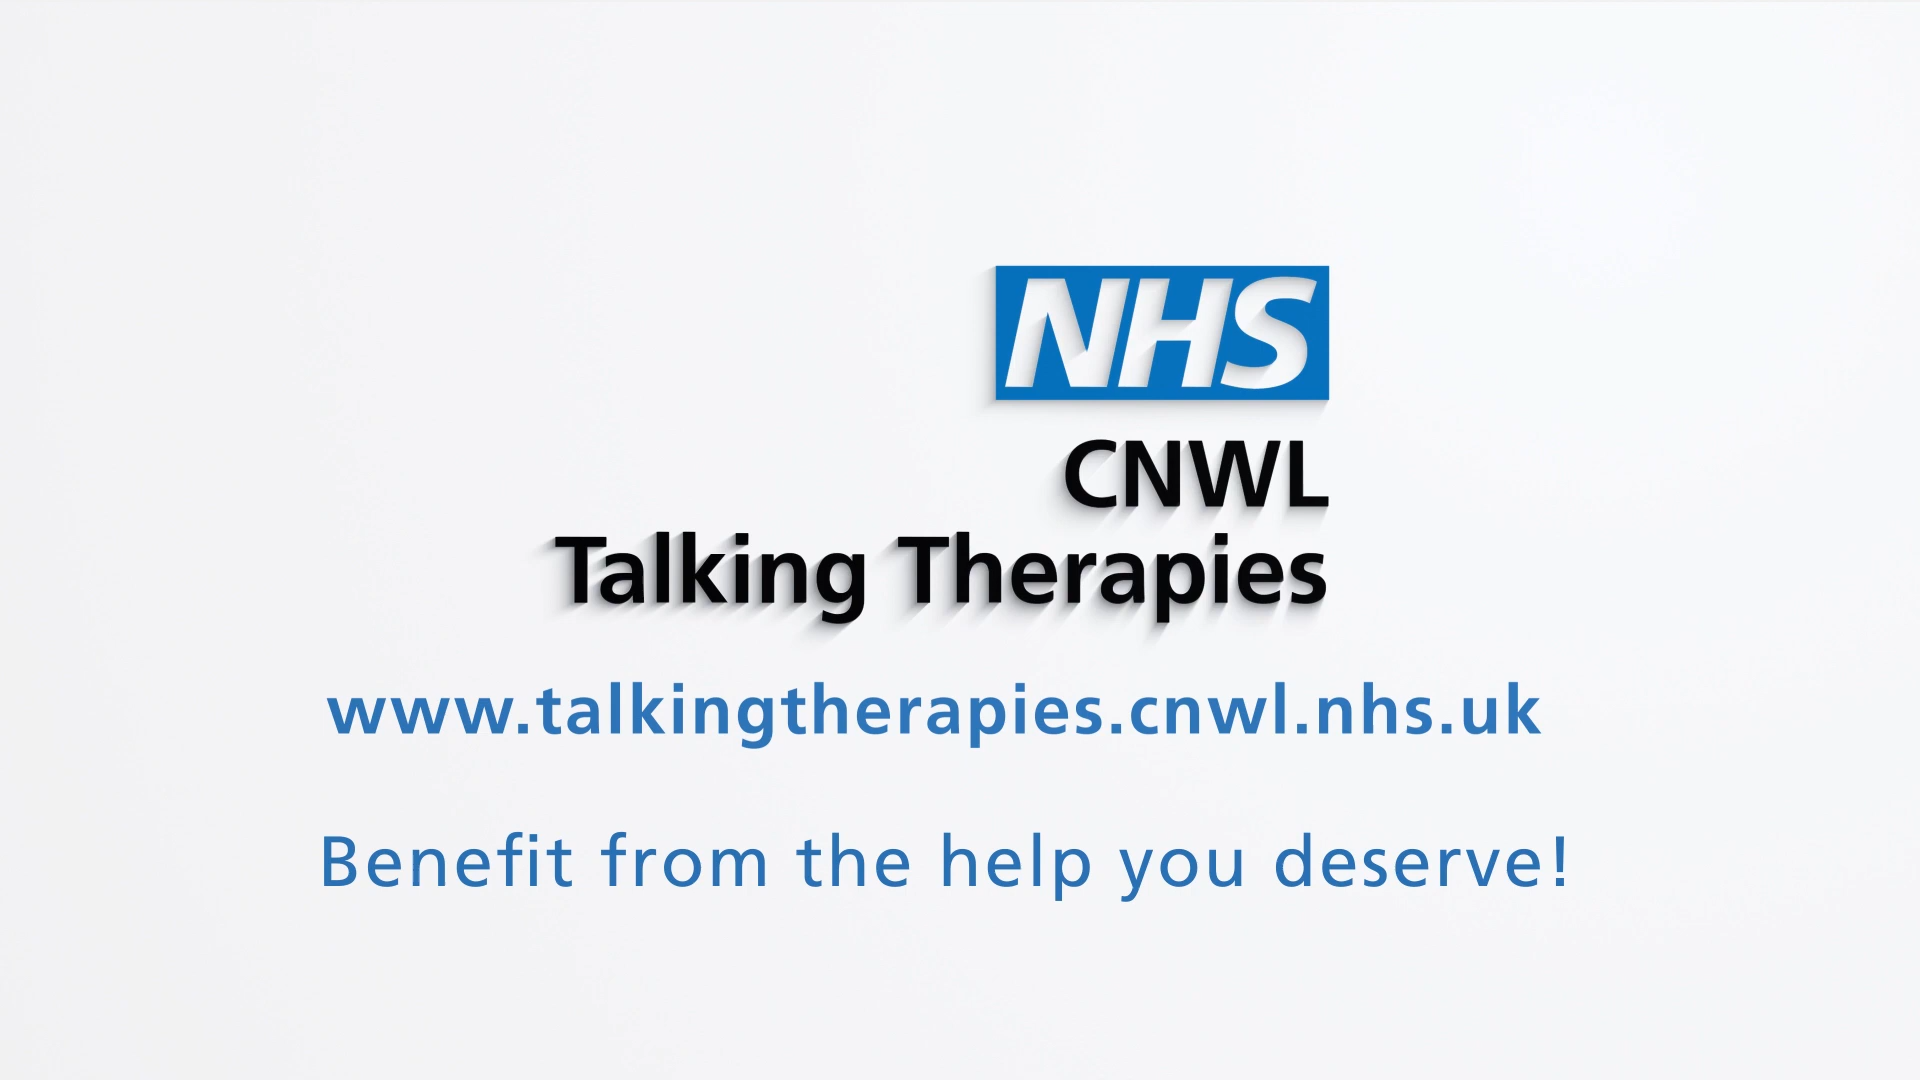 NHS
CNWL
Talking Therapies
www.talkingtherapies.cnwl.nhs.uk
Benefit from the help you deserve!